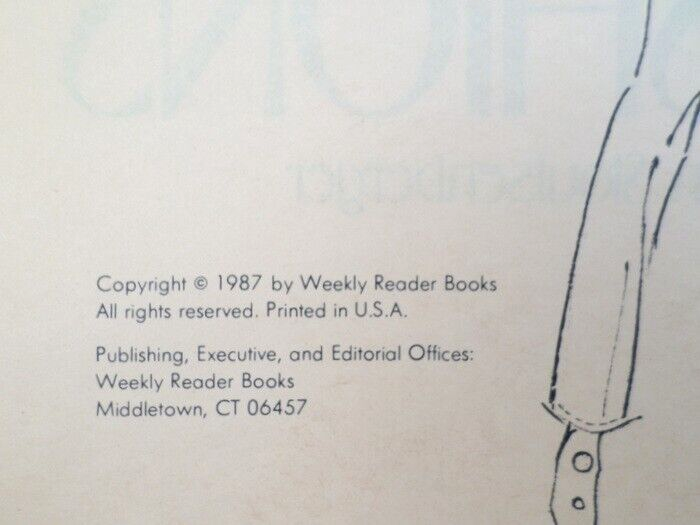 Copyright © 1987 by Weekly Reader Books
All rights reserved. Printed in U.S.A.
Publishing, Executive, and Editorial Offices:
Weekly Reader Books
Middletown, CT 06457